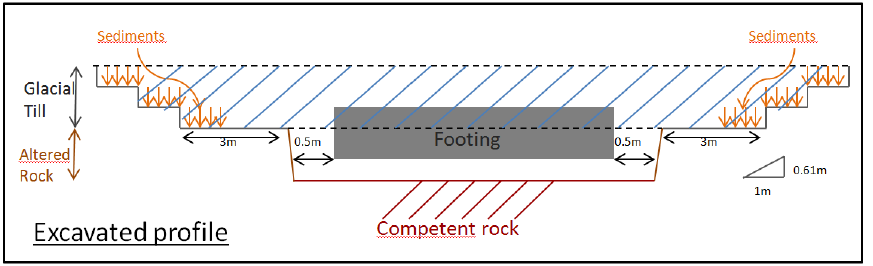 Sediments
Sediments
Glacial
Till
Altered
Rock
3m
0.5m
Footing
0.5m
3m
0.61m
1m
Competent rock
Excavated profile